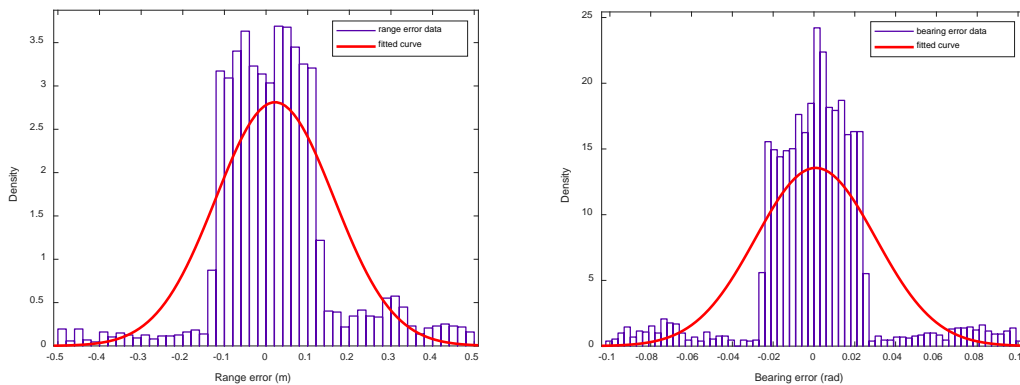 range error data
fitted curve
3.5
3
2.5
2
1.5
1
0.5
0
Density
-0.5 -0.4 -0.3 -0.2 -0.1 0 0.1 0.2 0.3 0.4 0.5
Range error (m)
bearing error data
fitted curve
25
20
15
10
5
0
Density
-0.1 -0.08 -0.06 -0.04 -0.02 0 0.02 0.04 0.06 0.08 0.1
Bearing error (rad)